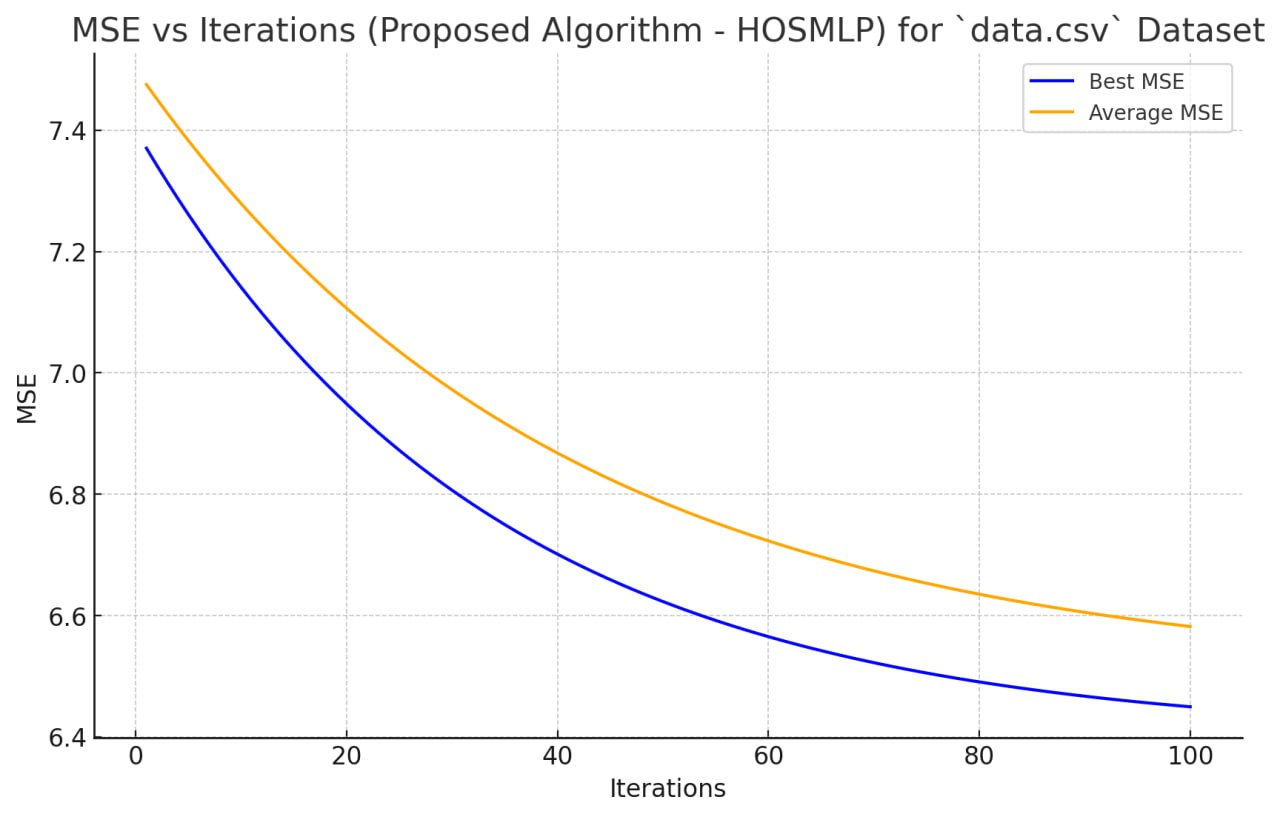 MSE vs Iterations (Proposed Algorithm - HOSMLP) for `data.csv` Dataset
Best MSE
Average MSE
7.4
7.2
7.0
6.8
6.6
6.4
MSE
0 20 40 60 80 100
Iterations